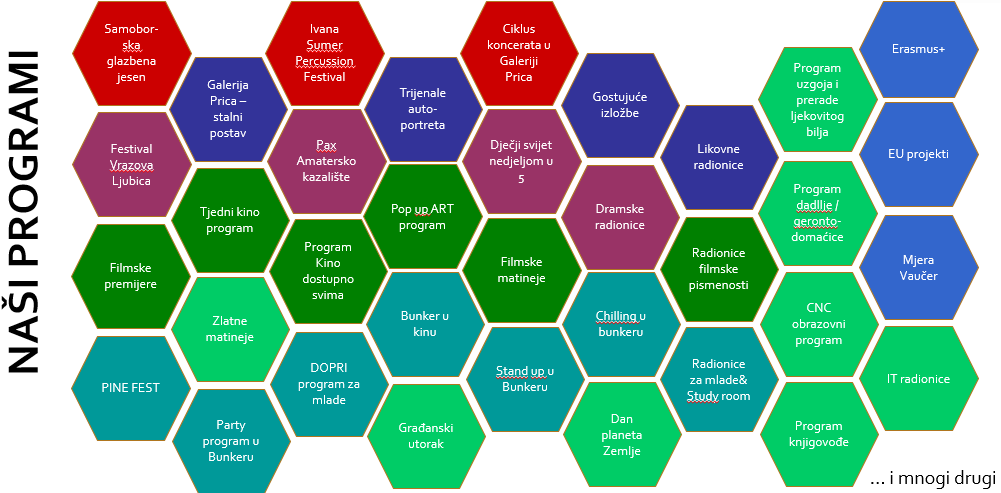 NAŠI PROGRAMI
Samobor-
ska
glazbena
jesen
Festival
Vrazova
Ljubica
Filmske
premijere
PINE FEST
Galerija
Prica –
stalni
postav
Tjedni kino
program
Zlatne
matineje
Party
program u
Bunkeru
Ivana
Sumer
Percussion
Festival
Pax
Amatersko
kazalište
Program
Kino
dostupno
svima
DOPRI
program za
mlade
Trijenale
auto-
portreta
Pop up ART
program
Bunker u
kinu
Građanski
utorak
Ciklus
koncerata u
Galeriji
Prica
Dječji svijet
nedjeljom u
5
Filmske
matineje
Stand up u
Bunkeru
Gostujuće
izložbe
Dramske
radionice
Chilling u
bunkeru
Dan
planeta
Zemlje
Likovne
radionice
Radionice
filmske
pismenosti
Radionice
za mlade&
Study room
Program
uzgoja i
prerade
ljekovitog
bilja
Program
dadllje /
geronto-
domaćice
CNC
obrazovni
program
Program
knjigovođe
Erasmus+
EU projekti
Mjera
Vaučer
IT radionice
... i mnogi drugi